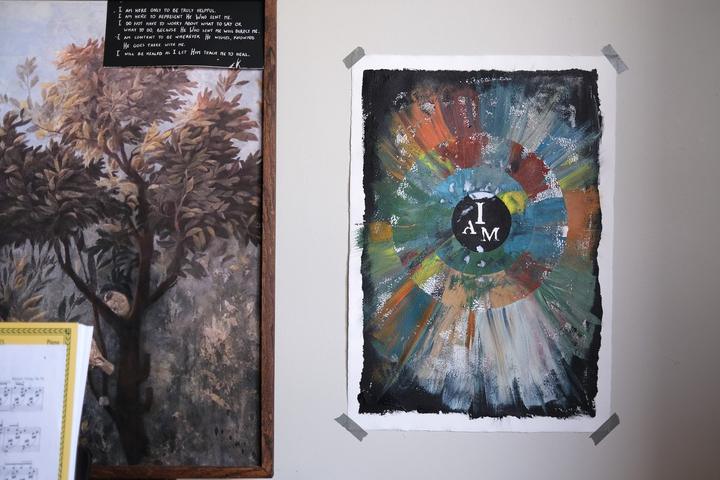 I am here only to be truly helpful.
I am here to represent He Who sent me.
I do not have to worry about what to say or
what to do, because He Who sent me will direct me.
I am content to be wherever He wishes, knowing
He goes there with me.
I will be healed as I let Him teach me to heal.
I
AM
Piano